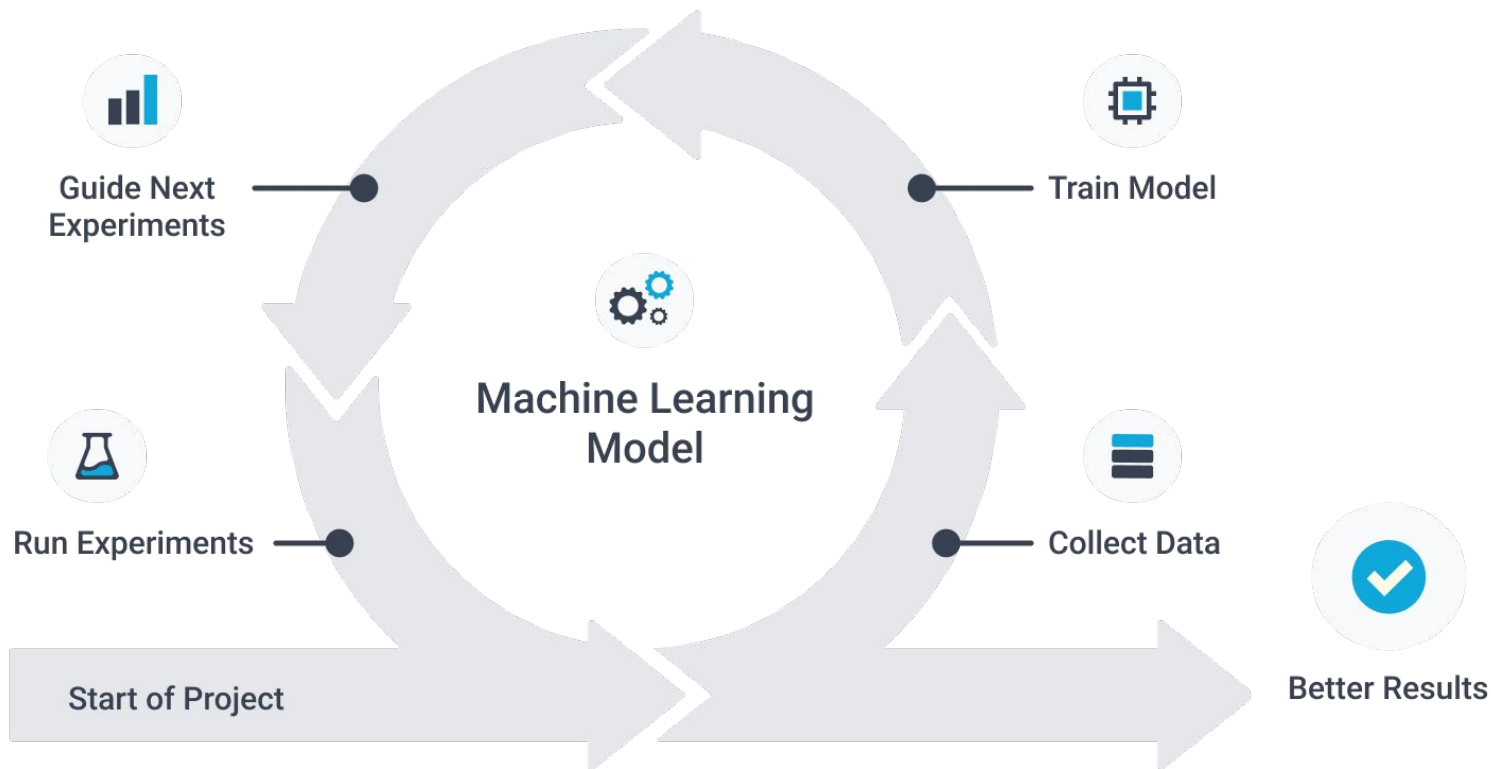 Guide Next
Experiments
Train Model
Machine Learning
Model
Run Experiments
Collect Data
Start of Project
Better Results